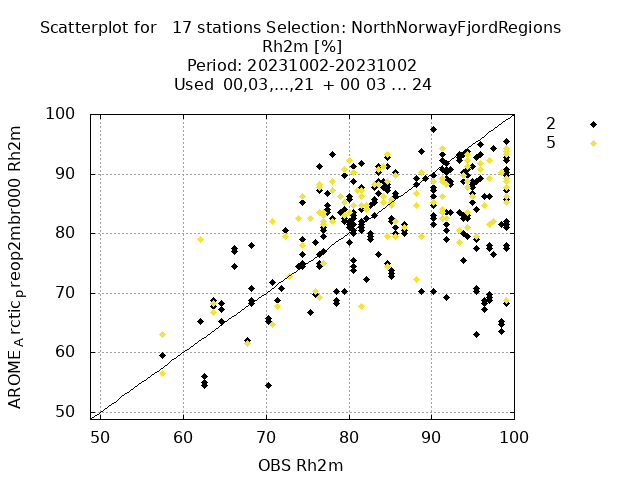 Scatterplot for   17 stations Selection: NorthNorwayFjordRegions
Rh2m [%]
Period: 20231002-20231002
Used  00,03,...,21  + 00 03 ... 24
AROME_Arctic_preop2mbr000 Rh2m
100
90
80
70
60
50
50 60 70 80 90 100
OBS Rh2m
2
5